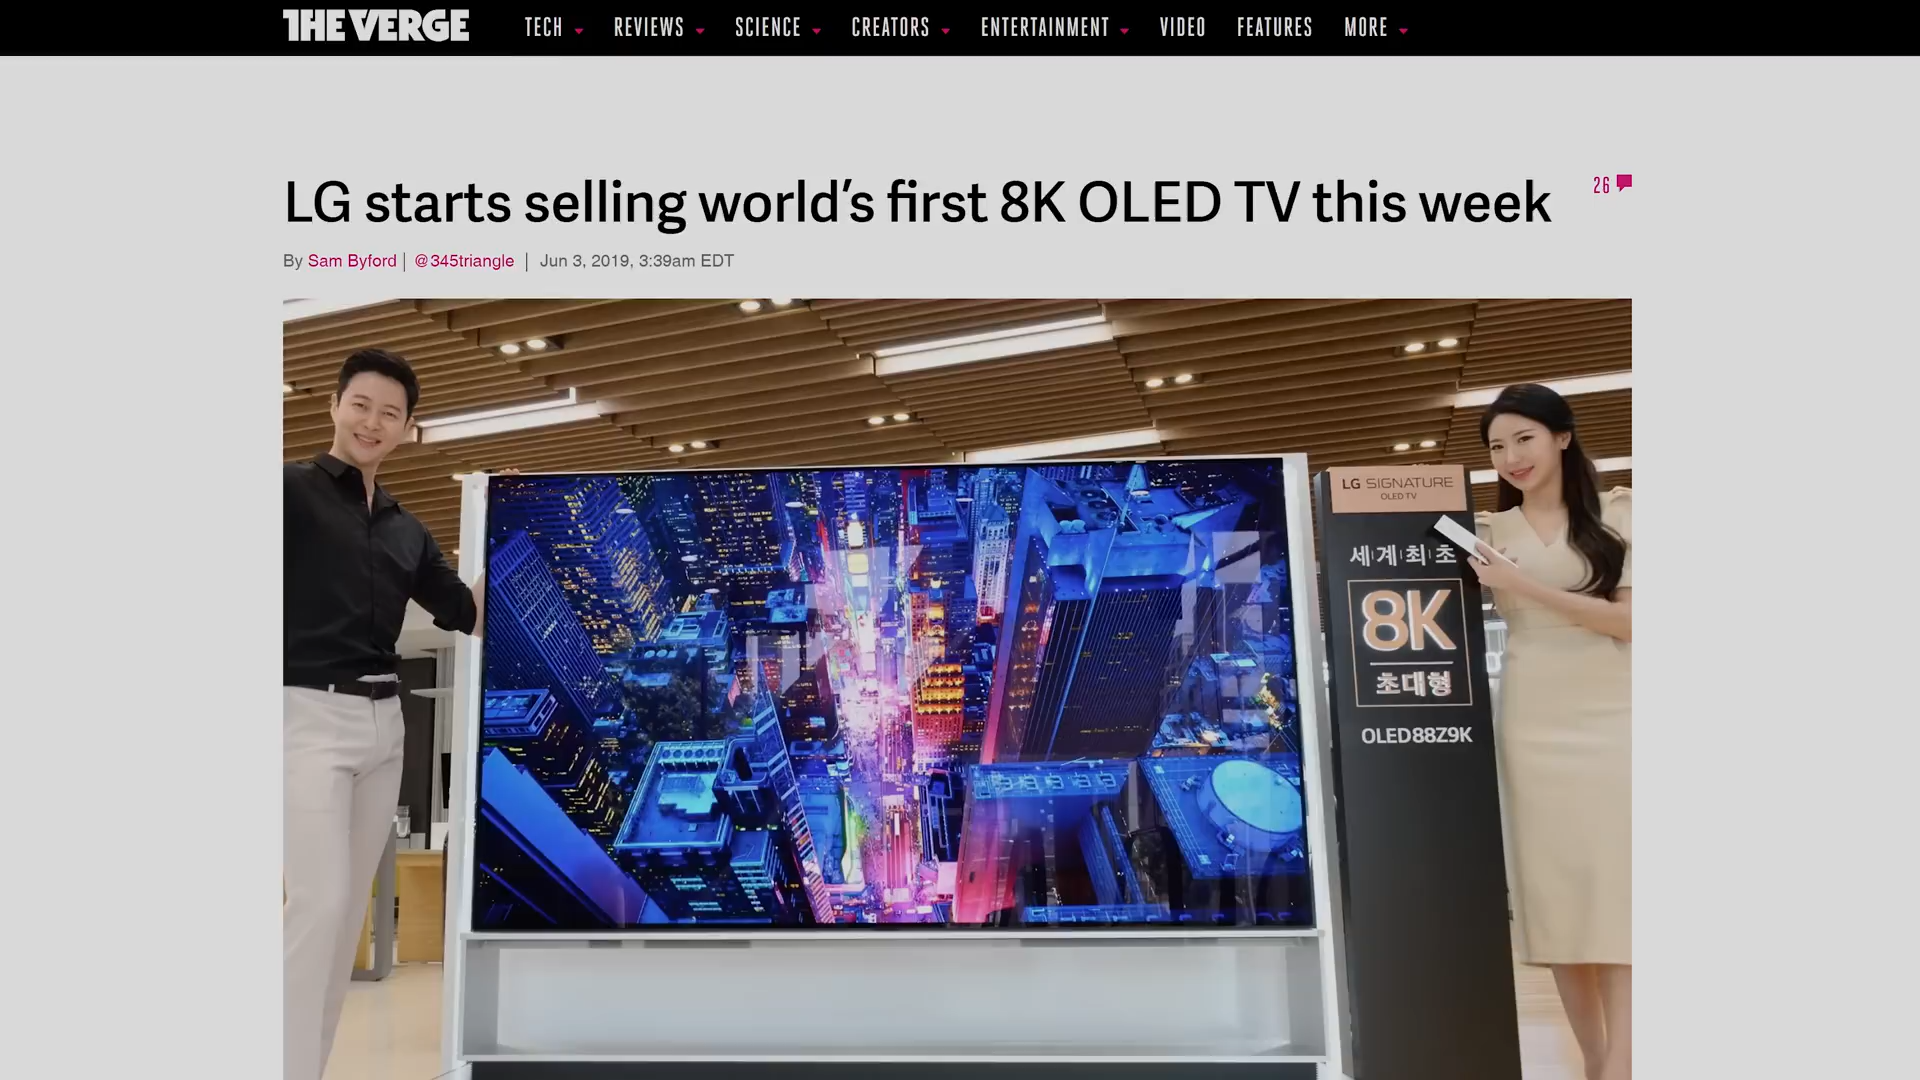 THE VERGE
TECH REVIEWS SCIENCE CREATORS ENTERTAINMENT VIDEO FEATURES MORE
LG starts selling world’s first 8K OLED TV this week
26
By Sam Byford | @345triangle | Jun 3, 2019, 3:39am EDT
LG SIGNATURE
OLED TV
세계최초
8K
초대형
OLED88Z9K